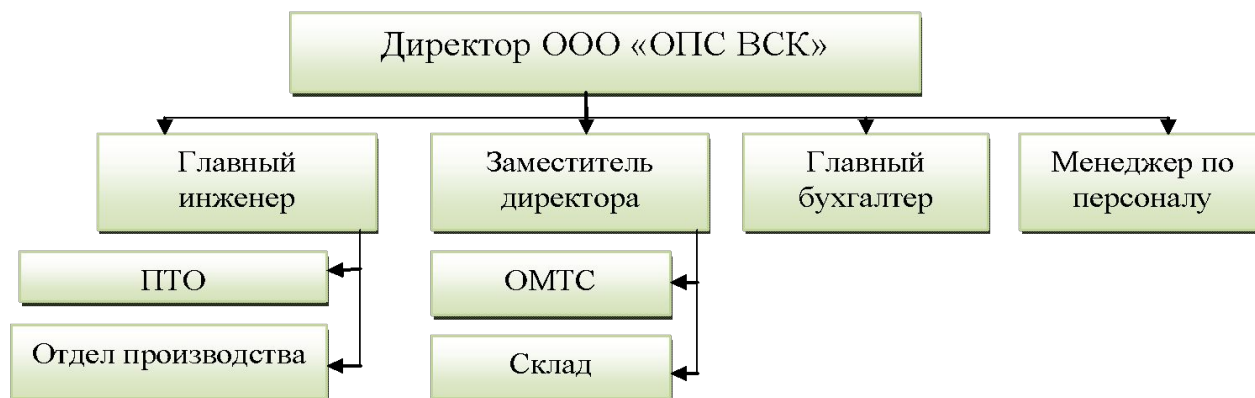 Директор ООО «ОПС ВСК»
Главный
инженер
Заместитель
директора
Главный
бухгалтер
Менеджер по
персоналу
ПТО
ОМТС
Отдел производства
Склад